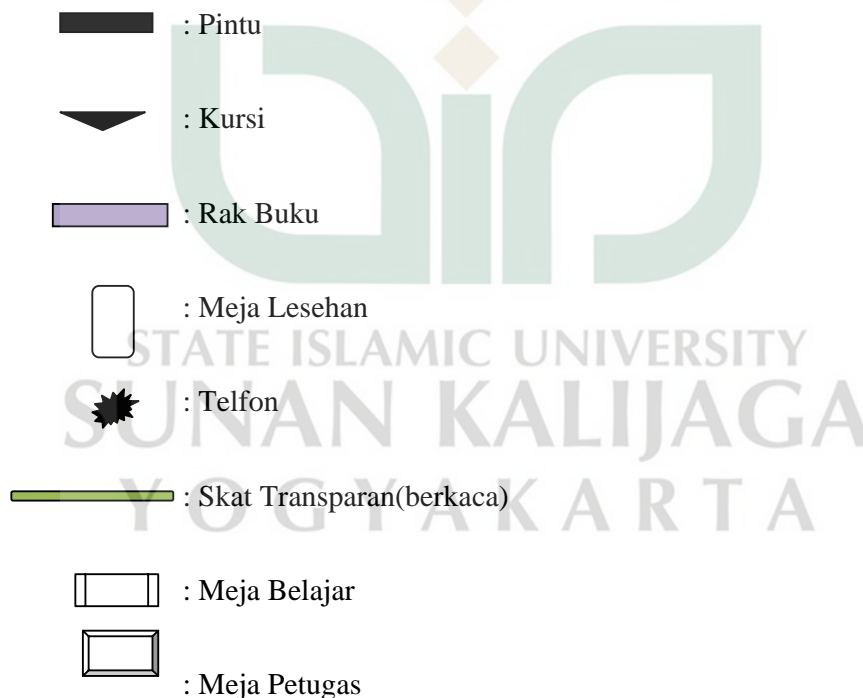 : Pintu
: Kursi
: Rak Buku
: Meja Lesehan
STATE ISLAMIC UNIVERSITY
SUNAN KALIJAGA
: Telfon
: Skat Transparan(berkaca)
YOGYAKARTA
: Meja Belajar
: Meja Petugas